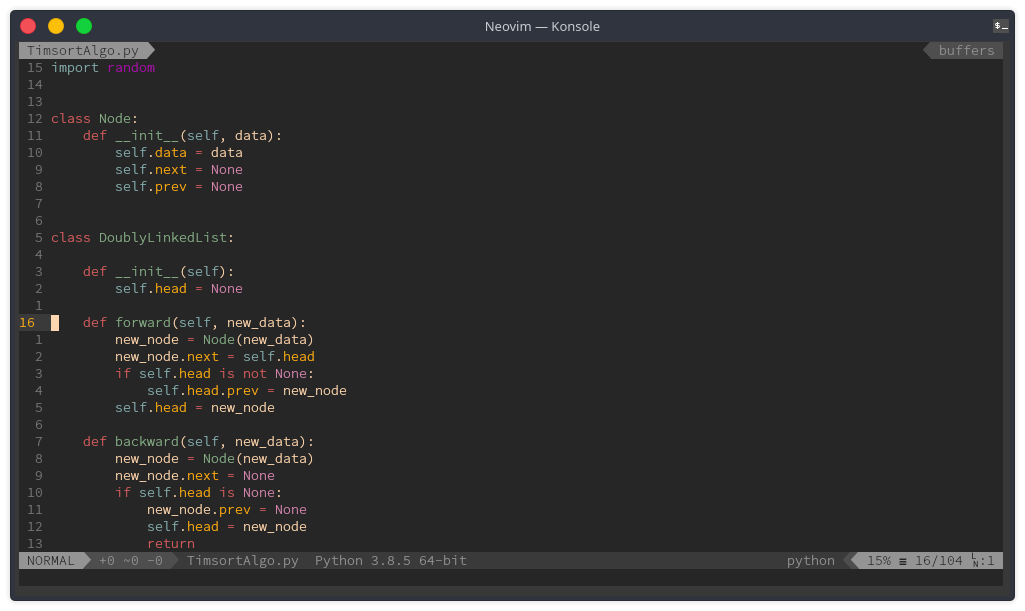 Neovim — Konsole
$_
TimsortAlgo.py buffers
15 import random
14
13
12 class Node:
11     def __init__(self, data):
10         self.data = data
9         self.next = None
8         self.prev = None
7
6
5 class DoublyLinkedList:
4
3     def __init__(self):
2         self.head = None
1
16     def forward(self, new_data):
1         new_node = Node(new_data)
2         new_node.next = self.head
3         if self.head is not None:
4             self.head.prev = new_node
5         self.head = new_node
6
7     def backward(self, new_data):
8         new_node = Node(new_data)
9         new_node.next = None
10         if self.head is None:
11             new_node.prev = None
12             self.head = new_node
13             return
NORMAL +0 ~0 -0 TimsortAlgo.py Python 3.8.5 64-bit python 15% ≡ 16/104 ␤:1